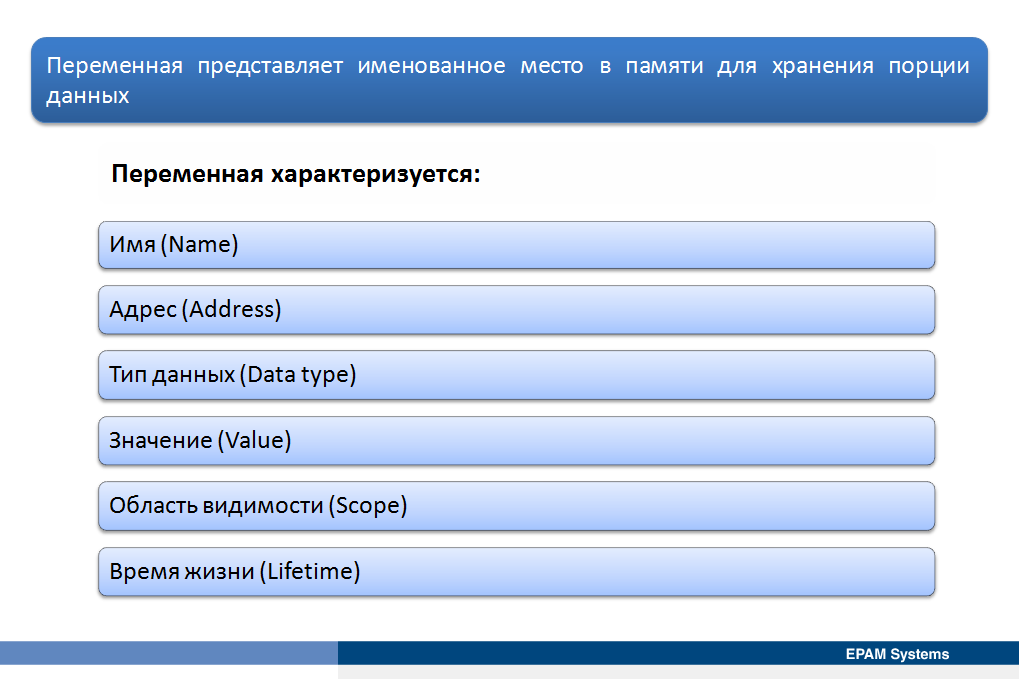 Переменная представляет именованное место в памяти для хранения порции
данных
Переменная характеризуется:
Имя (Name)
Адрес (Address)
Тип данных (Data type)
Значение (Value)
Область видимости (Scope)
Время жизни (Lifetime)
EPAM Systems